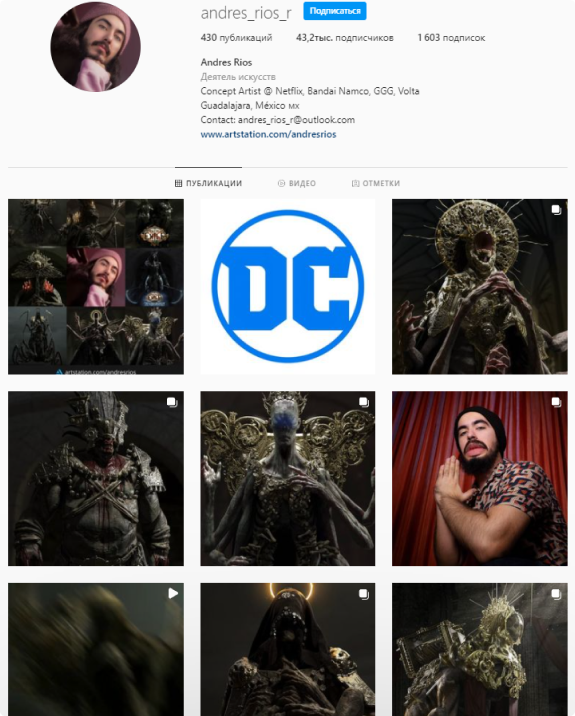 andres_rios_r Подписаться
430 публикаций 43,2тыс. подписчиков 1 603 подписок
Andres Rios
Деятель искусств
Concept Artist @ Netflix, Bandai Namco, GGG, Volta
Guadalajara, México MX
Contact: andres_rios_r@outlook.com
www.artstation.com/andresrios
ПУБЛИКАЦИИ ВИДЕО ОТМЕТКИ
DC
artstation.com/andresrios